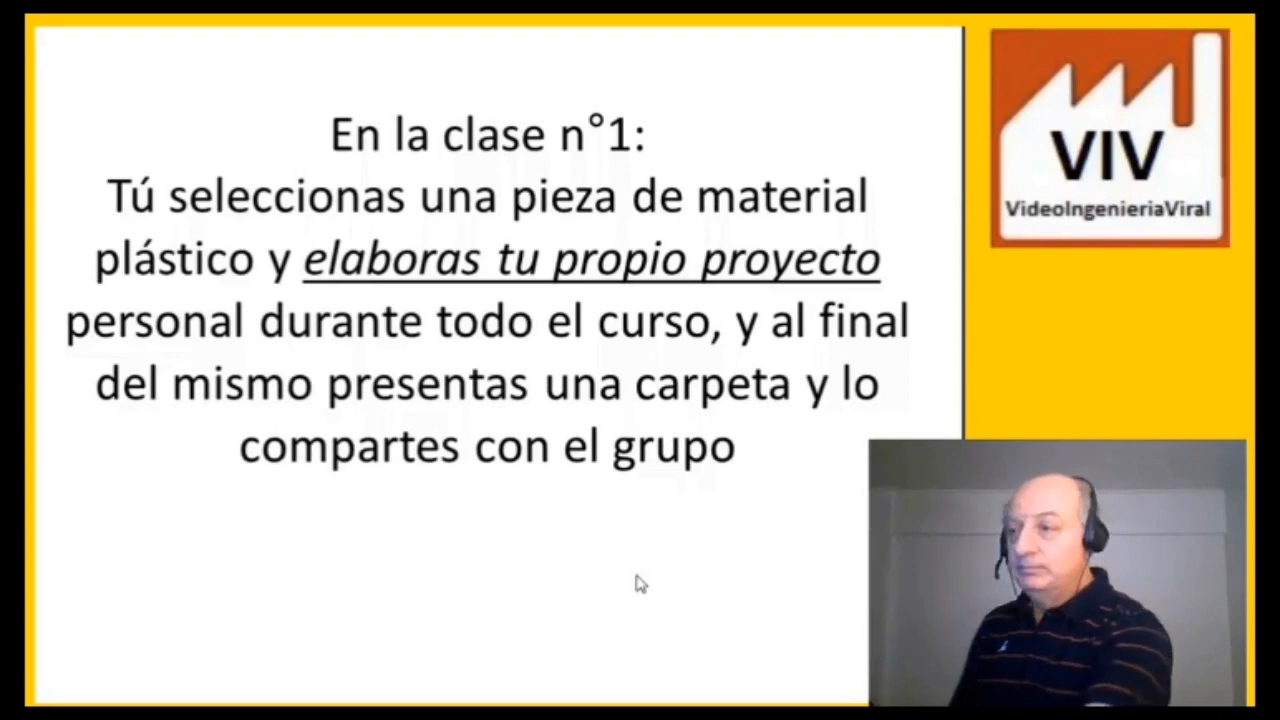 En la clase n°1:
Tú seleccionas una pieza de material
plástico y elaboras tu propio proyecto
personal durante todo el curso, y al final
del mismo presentas una carpeta y lo
compartes con el grupo
VIV
VideoIngenieriaViral